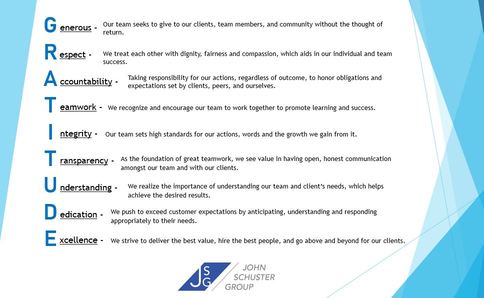 Generous - Our team seeks to give to our clients, team members, and community without the thought of
return.
Respect - We treat each other with dignity, fairness and compassion, which aids in our individual and team
success.
Accountability - Taking responsibility for our actions, regardless of outcome, to honor obligations and
expectations set by clients, peers, and ourselves.
Teamwork - We recognize and encourage our team to work together to promote learning and success.
Integrity - Our team sets high standards for our actions, words and the growth we gain from it.
Transparency - As the foundation of great teamwork, we see value in having open, honest communication
amongst our team and with our clients.
Understanding - We realize the importance of understanding our team and client's needs, which helps
achieve the desired results.
Dedication - We push to exceed customer expectations by anticipating, understanding and responding
appropriately to their needs.
Excellence - We strive to deliver the best value, hire the best people, and go above and beyond for our clients.
JSG
JOHN
SCHUSTER
GROUP